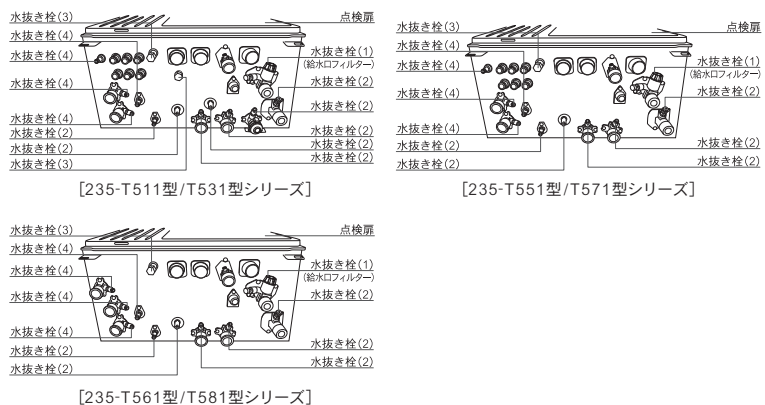 水抜き栓(3)
水抜き栓(4)
水抜き栓(4)
水抜き栓(4)
水抜き栓(4)
水抜き栓(2)
水抜き栓(2)
水抜き栓(3)
点検扉
水抜き栓(1)
(給水口フィルター)
水抜き栓(2)
水抜き栓(2)
水抜き栓(2)
水抜き栓(2)
[235-T511型/T531型シリーズ]
水抜き栓(3)
水抜き栓(4)
水抜き栓(4)
水抜き栓(4)
水抜き栓(4)
水抜き栓(2)
水抜き栓(2)
点検扉
水抜き栓(1)
(給水口フィルター)
水抜き栓(2)
水抜き栓(2)
水抜き栓(2)
[235-T551型/T571型シリーズ]
水抜き栓(3)
水抜き栓(4)
水抜き栓(4)
水抜き栓(4)
水抜き栓(4)
水抜き栓(2)
水抜き栓(2)
点検扉
水抜き栓(1)
(給水口フィルター)
水抜き栓(2)
水抜き栓(2)
水抜き栓(2)
[235-T561型/T581型シリーズ]